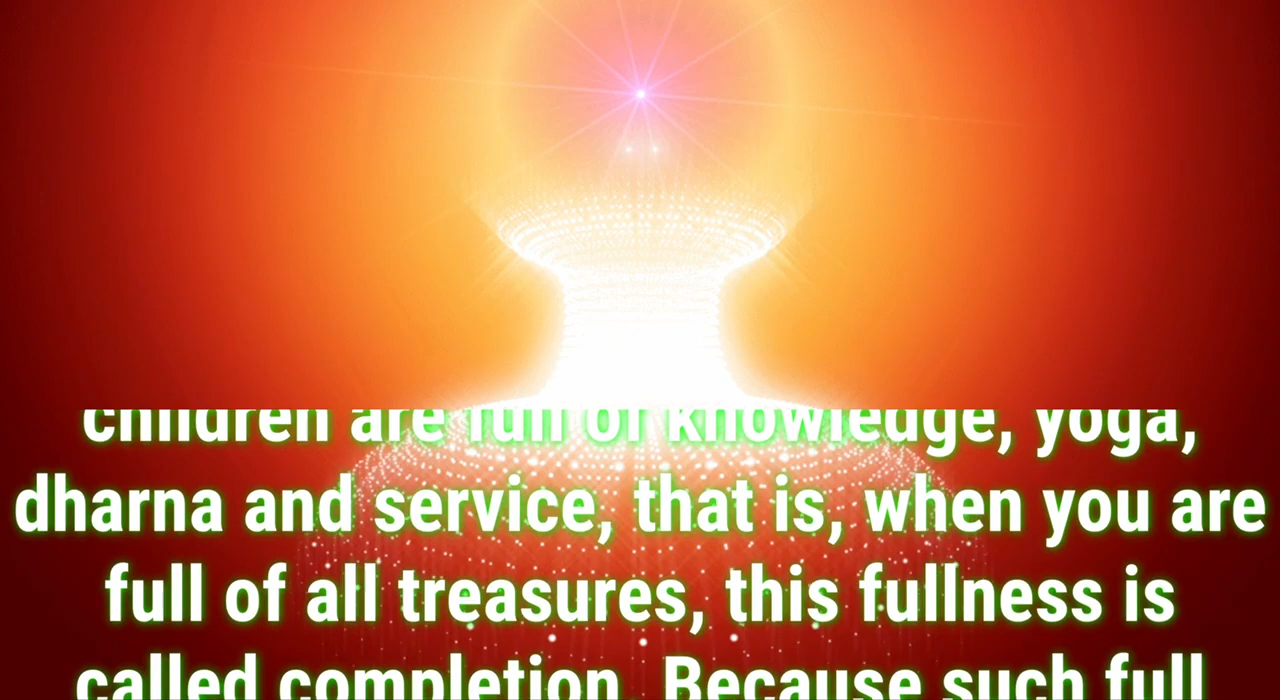 children are full of knowledge, yoga,
dharna and service, that is, when you are
full of all treasures, this fullness is
called completion. Because such full